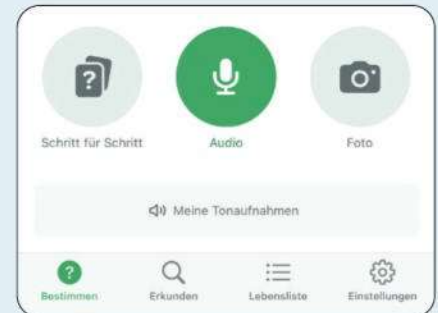 Schritt für Schritt Audio Foto
Meine Tonaufnahmen
Bestimmen Erkunden Lebensliste Einstellungen